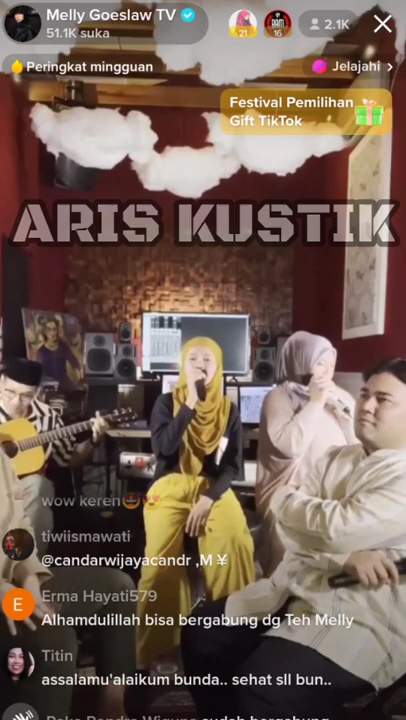 Melly Goeslaw TV
51.1K suka
21
16
2.1K
Peringkat mingguan
Jelajahi
Festival Pemilihan
Gift TikTok
ARIS KUSTIK
wow keren🤩😍
tiwiismawati
@candarwijayacandr ,M ¥
E
Erma Hayati579
Alhamdulillah bisa bergabung dg Teh Melly
Titin
assalamu'alaikum bunda.. sehat sll bun..